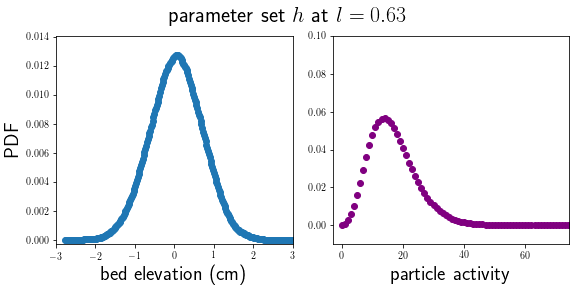 parameter set h at l = 0.63
PDF
0.014
0.012
0.010
0.008
0.006
0.004
0.002
0.000
−3 −2 −1 0 1 2 3
bed elevation (cm)
0.10
0.08
0.06
0.04
0.02
0.00
0 20 40 60
particle activity